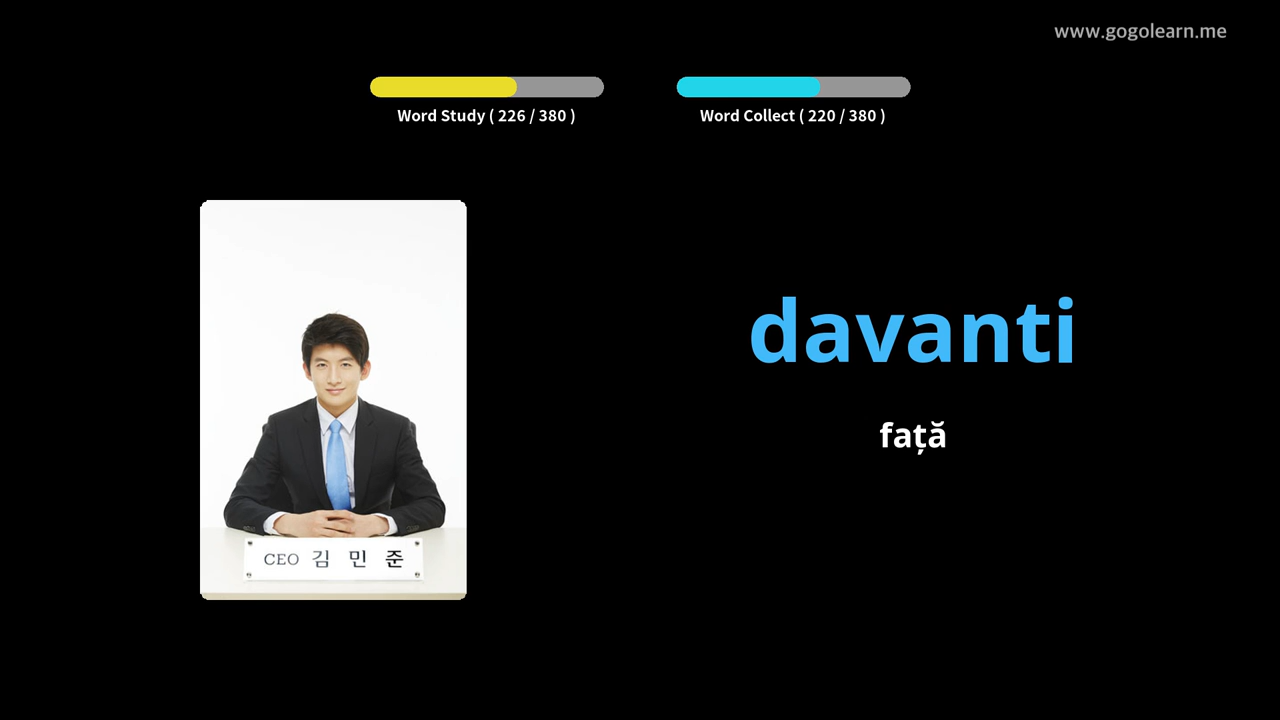 www.gogolearn.me
Word Study ( 226 / 380 )
Word Collect ( 220 / 380 )
davanti
față
CEO 김 민 준